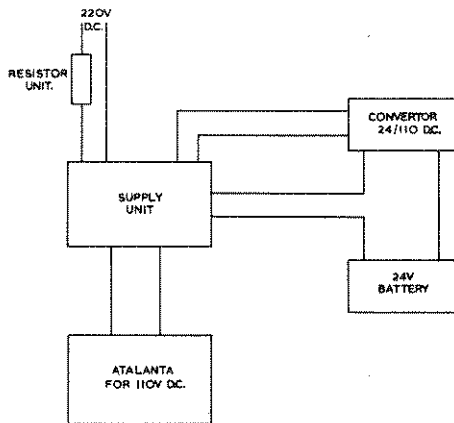 220V
D.C.
RESISTOR
UNIT.
CONVERTOR
24/110 D.C.
SUPPLY
UNIT
24V
BATTERY
ATALANTA
FOR 110V D.C.